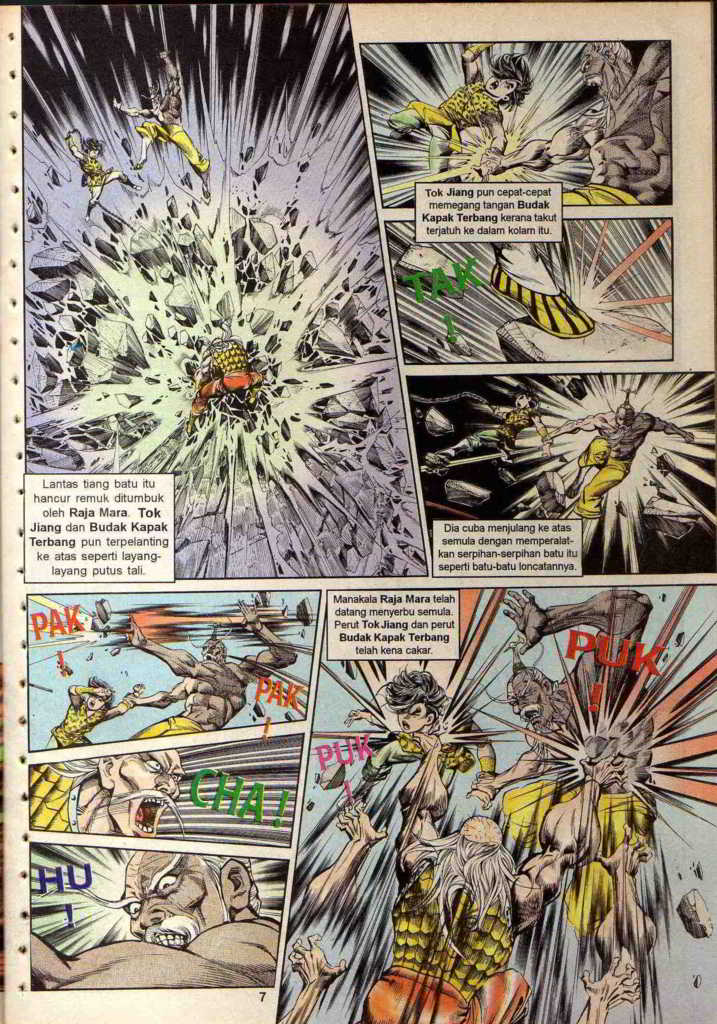 Lantas tiang batu itu
hancur remuk ditumbuk
oleh Raja Mara. Tok
Jiang dan Budak Kapak
Terbang pun terpelanting
ke atas seperti layang-
layang putus tali.
Tok Jiang pun cepat-cepat
memegang tangan Budak
Kapak Terbang kerana takut
terjatuh ke dalam kolam itu.
TAK
!
Dia cuba menjulang ke atas
semula dengan memperalat-
kan serpihan-serpihan batu itu
seperti batu-batu loncatannya.
PAK
!
PAK
!
CHA!
HU
!
Manakala Raja Mara telah
datang menyerbu semula.
Perut Tok Jiang dan perut
Budak Kapak Terbang
telah kena cakar.
PUK
!
PUK
!
7